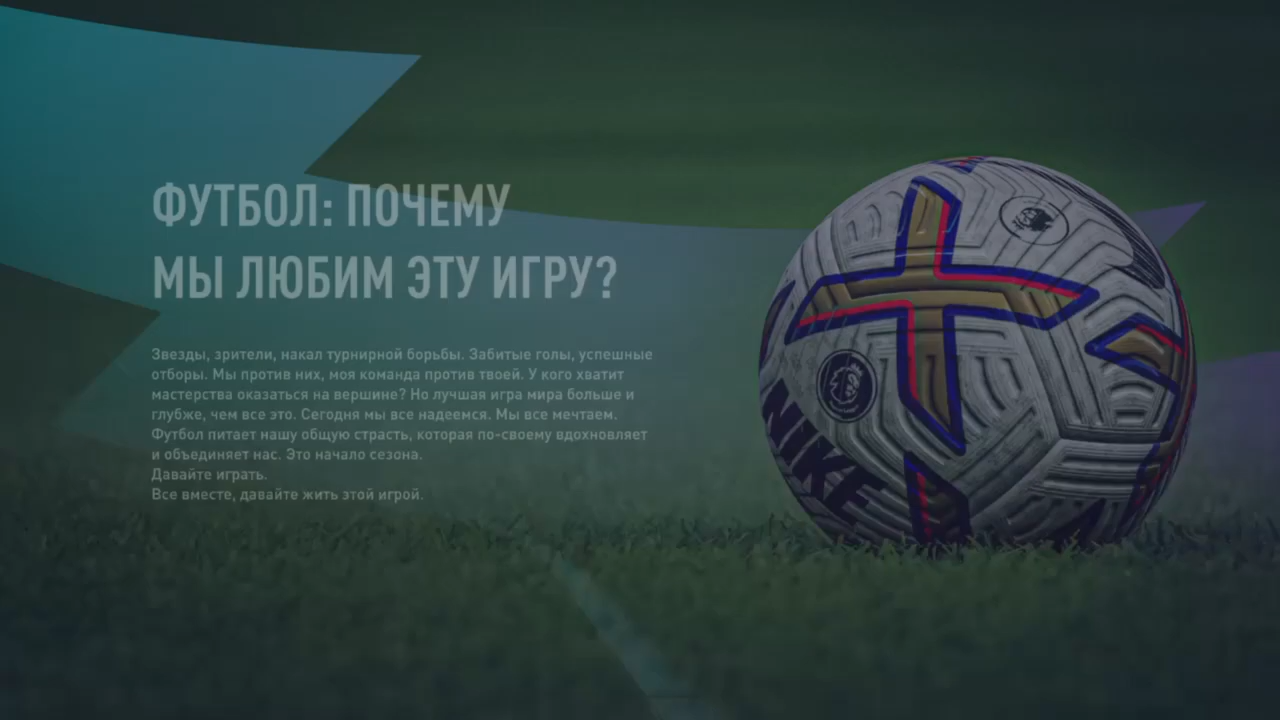 ФУТБОЛ: ПОЧЕМУ
МЫ ЛЮБИМ ЭТУ ИГРУ?
Звезды, зрители, накал турнирной борьбы. Забитые голы, успешные
отборы. Мы против них, моя команда против твоей. У кого хватит
мастерства оказаться на вершине? Но лучшая игра мира больше и
глубже, чем все это. Сегодня мы все надеемся. Мы все мечтаем.
Футбол питает нашу общую страсть, которая по-своему вдохновляет
и объединяет нас. Это начало сезона.
Давайте играть.
Все вместе, давайте жить этой игрой.
NIKE